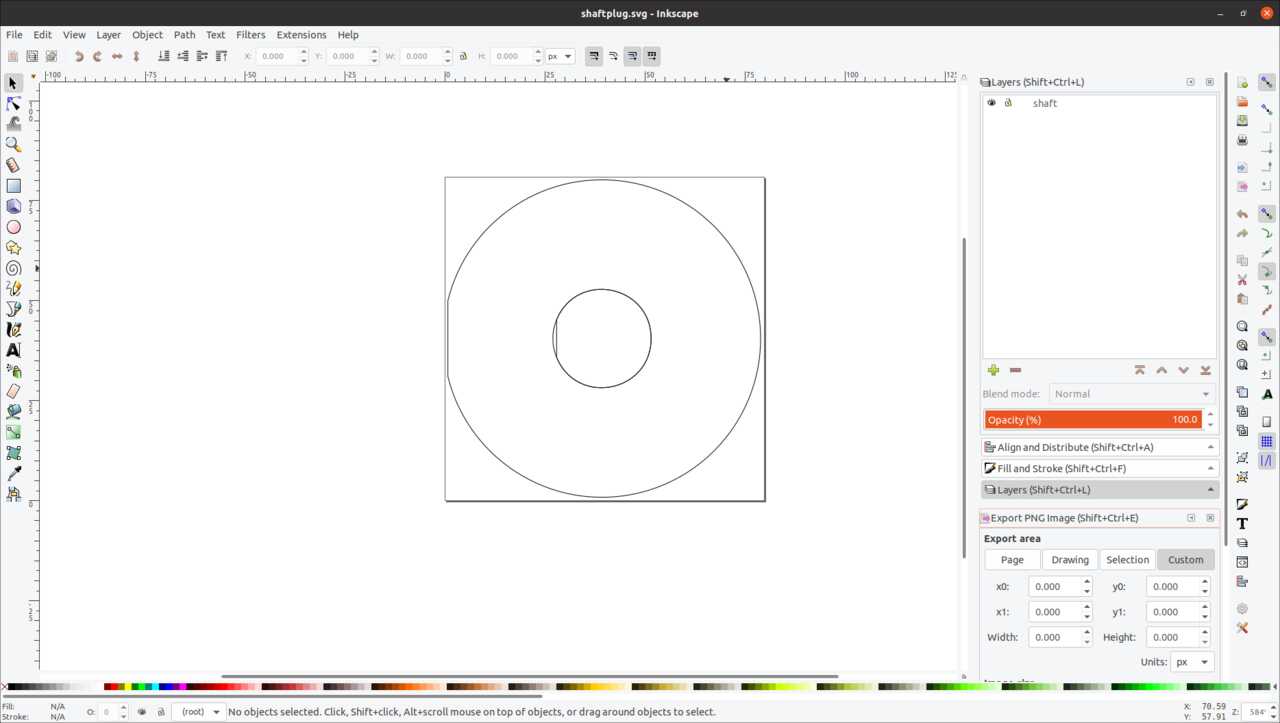 shaftplug.svg - Inkscape
File Edit View Layer Object Path Text Filters Extensions Help
X: 0.000 Y: 0.000 W: 0.000 H: 0.000 px
-100 -75 -50 -25 0 25 50 75 100
Layers (Shift+Ctrl+L)
shaft
Blend mode: Normal
Opacity (%) 100.0
Align and Distribute (Shift+Ctrl+A)
Fill and Stroke (Shift+Ctrl+F)
Layers (Shift+Ctrl+L)
Export PNG Image (Shift+Ctrl+E)
Export area
Page Drawing Selection Custom
x0: 0.000 y0: 0.000
x1: 0.000 y1: 0.000
Width: 0.000 Height: 0.000
Units: px
Fill: N/A
Stroke: N/A
O: 0
(root)
No objects selected. Click, Shift+click, Alt+scroll mouse on top of objects, or drag around objects to select.
X: 70.59
Y: 57.91
Z: 584